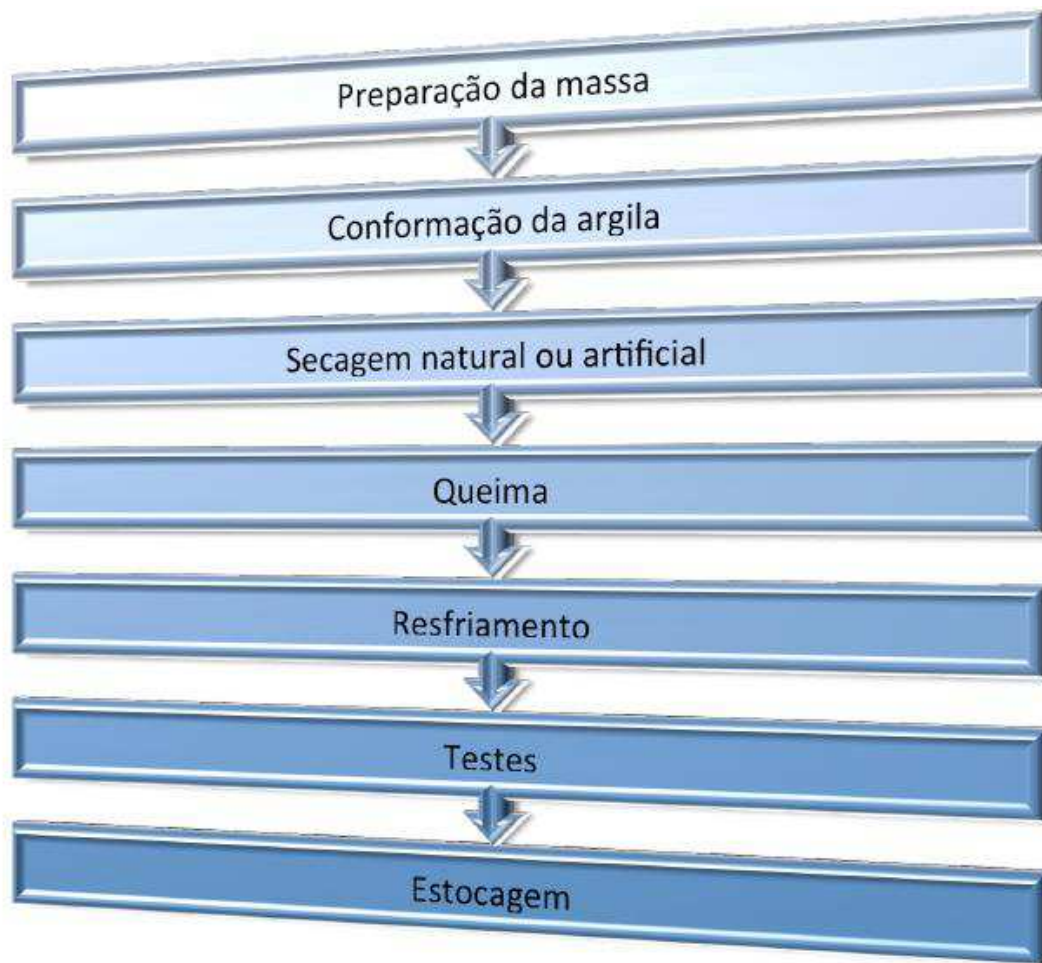 Preparação da massa
Conformação da argila
Secagem natural ou artificial
Queima
Resfriamento
Testes
Estocagem